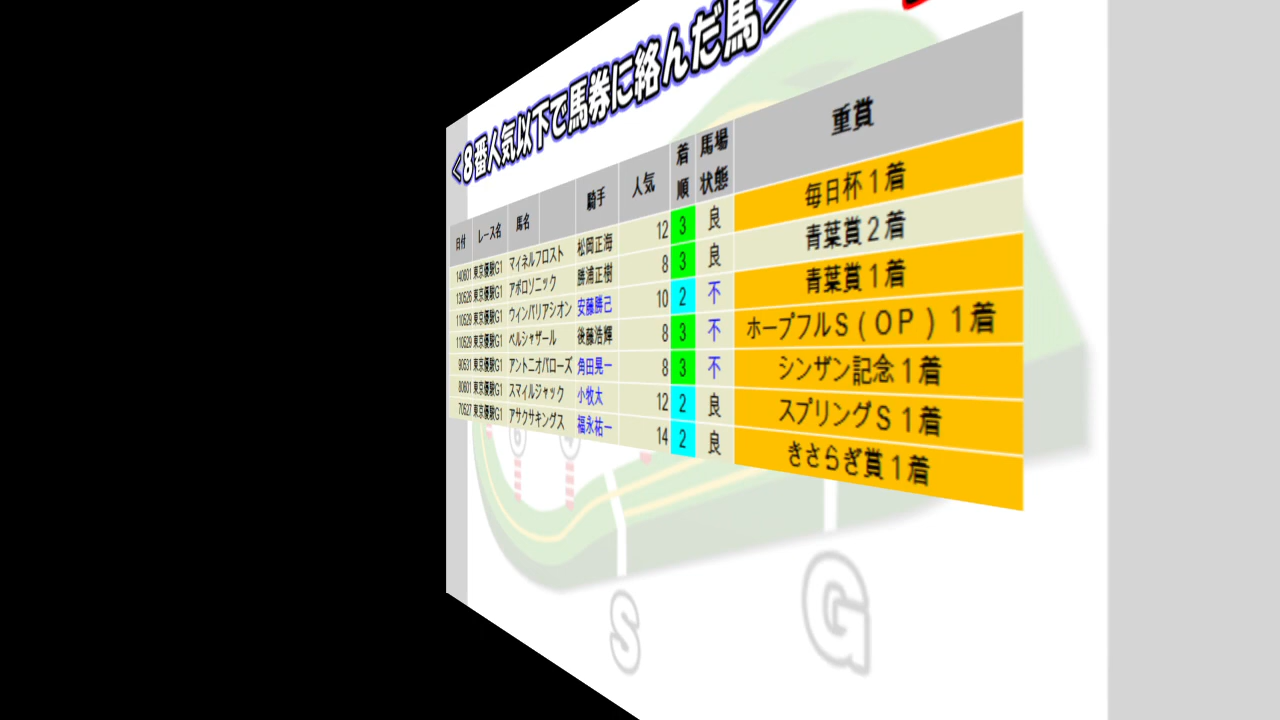 <8番人気以下で馬券に絡んだ馬>
日付 レース名 馬名 騎手 人気 着順 馬場状態 重賞
140601 東京優駿G1 マイネルフロスト 松岡正海 12 3 良 毎日杯1着
130526 東京優駿G1 アポロソニック 勝浦正樹 8 3 良 青葉賞2着
110529 東京優駿G1 ウインバリアシオン 安藤勝己 10 2 不 青葉賞1着
110529 東京優駿G1 ベルシャザール 後藤浩輝 8 3 不 ホープフルS(OP)1着
90531 東京優駿G1 アントニオバローズ 角田晃一 8 3 不 シンザン記念1着
80601 東京優駿G1 スマイルジャック 小牧太 12 2 良 スプリングS1着
70527 東京優駿G1 アサクサキングス 福永祐一 14 2 良 きさらぎ賞1着
S G